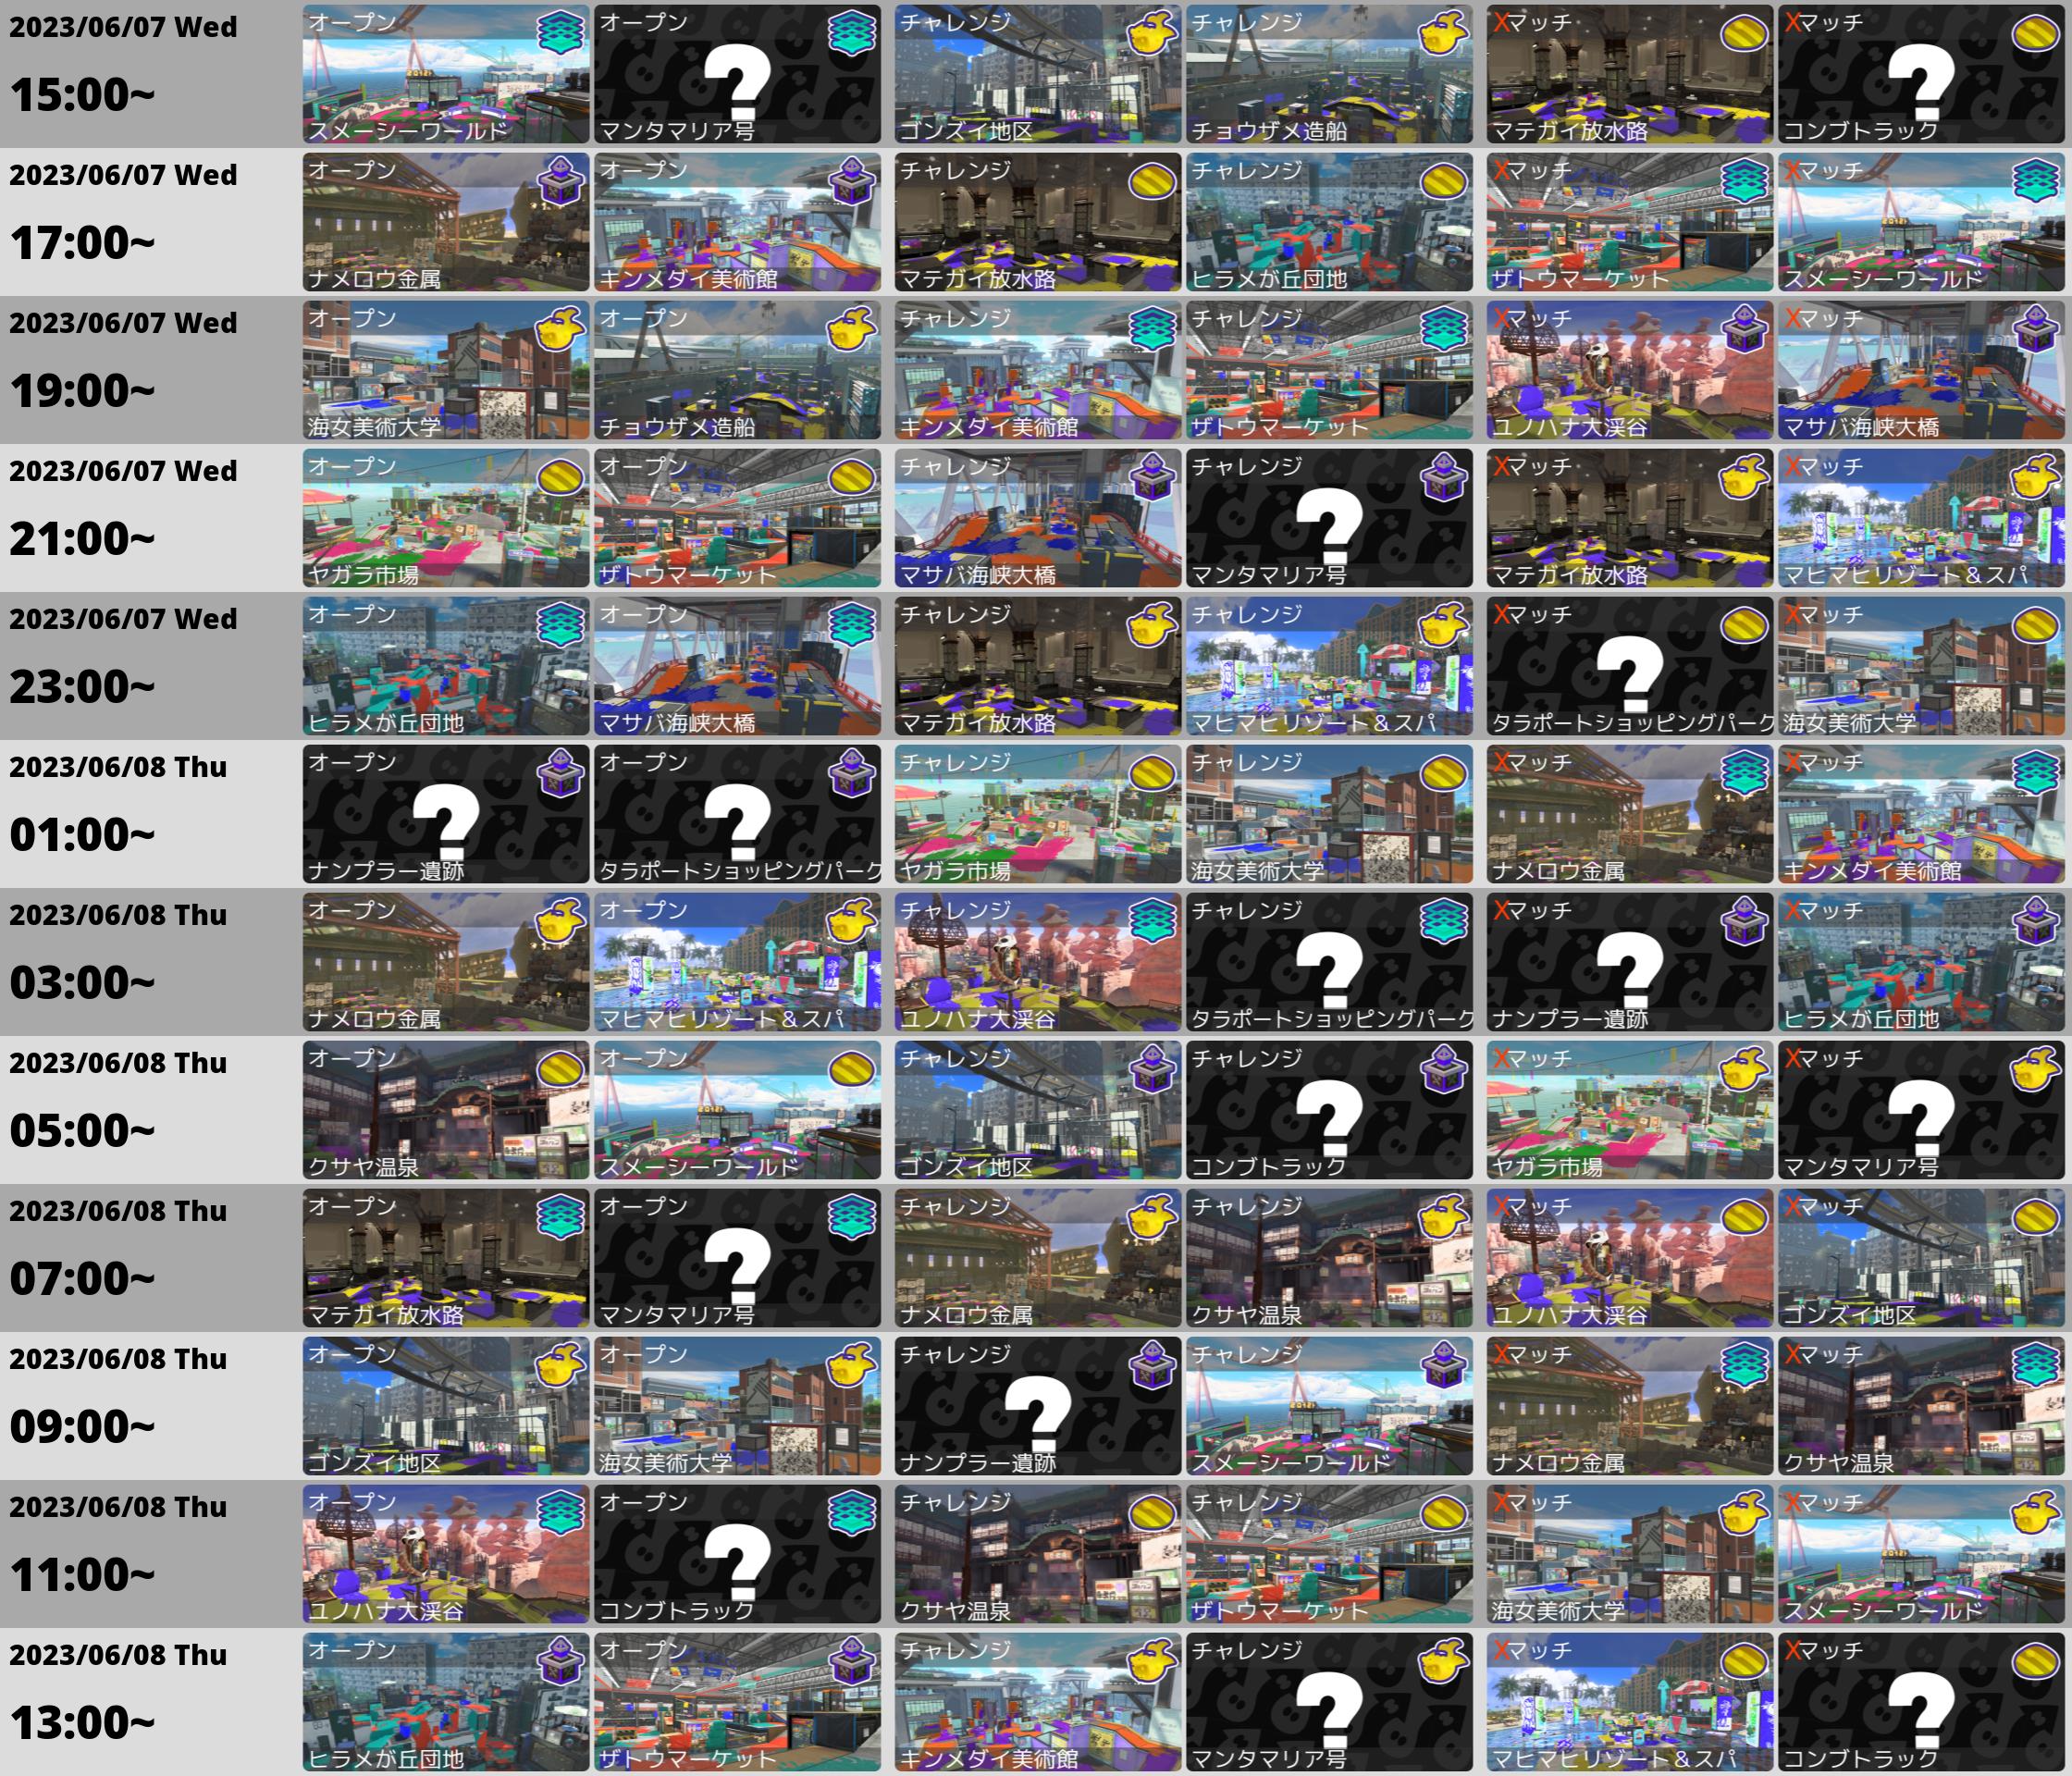 2023/06/07 Wed
15:00~
オープン
スメーシーワールド
オープン
マンタマリア号
チャレンジ
ゴンズイ地区
チャレンジ
チョウザメ造船
Xマッチ
マテガイ放水路
Xマッチ
コンブトラック
2023/06/07 Wed
17:00~
オープン
ナメロウ金属
オープン
キンメダイ美術館
チャレンジ
マテガイ放水路
チャレンジ
ヒラメが丘団地
Xマッチ
ザトウマーケット
Xマッチ
スメーシーワールド
2023/06/07 Wed
19:00~
オープン
海女美術大学
オープン
チョウザメ造船
チャレンジ
キンメダイ美術館
チャレンジ
ザトウマーケット
Xマッチ
ユノハナ大渓谷
Xマッチ
マサバ海峡大橋
2023/06/07 Wed
21:00~
オープン
ヤガラ市場
オープン
ザトウマーケット
チャレンジ
マサバ海峡大橋
チャレンジ
マンタマリア号
Xマッチ
マテガイ放水路
Xマッチ
マヒマヒリゾート＆スパ
2023/06/07 Wed
23:00~
オープン
ヒラメが丘団地
オープン
マサバ海峡大橋
チャレンジ
マテガイ放水路
チャレンジ
マヒマヒリゾート＆スパ
Xマッチ
タラポートショッピングパーク
Xマッチ
海女美術大学
2023/06/08 Thu
01:00~
オープン
ナンプラー遺跡
オープン
タラポートショッピングパーク
チャレンジ
ヤガラ市場
チャレンジ
海女美術大学
Xマッチ
ナメロウ金属
Xマッチ
キンメダイ美術館
2023/06/08 Thu
03:00~
オープン
ナメロウ金属
オープン
マヒマヒリゾート＆スパ
チャレンジ
ユノハナ大渓谷
チャレンジ
タラポートショッピングパーク
Xマッチ
ナンプラー遺跡
Xマッチ
ヒラメが丘団地
2023/06/08 Thu
05:00~
オープン
クサヤ温泉
オープン
スメーシーワールド
チャレンジ
ゴンズイ地区
チャレンジ
コンブトラック
Xマッチ
ヤガラ市場
Xマッチ
マンタマリア号
2023/06/08 Thu
07:00~
オープン
マテガイ放水路
オープン
マンタマリア号
チャレンジ
ナメロウ金属
チャレンジ
クサヤ温泉
Xマッチ
ユノハナ大渓谷
Xマッチ
ゴンズイ地区
2023/06/08 Thu
09:00~
オープン
ゴンズイ地区
オープン
海女美術大学
チャレンジ
ナンプラー遺跡
チャレンジ
スメーシーワールド
Xマッチ
ナメロウ金属
Xマッチ
クサヤ温泉
2023/06/08 Thu
11:00~
オープン
ユノハナ大渓谷
オープン
コンブトラック
チャレンジ
クサヤ温泉
チャレンジ
ザトウマーケット
Xマッチ
海女美術大学
Xマッチ
スメーシーワールド
2023/06/08 Thu
13:00~
オープン
ヒラメが丘団地
オープン
ザトウマーケット
チャレンジ
キンメダイ美術館
チャレンジ
マンタマリア号
Xマッチ
マヒマヒリゾート＆スパ
Xマッチ
コンブトラック